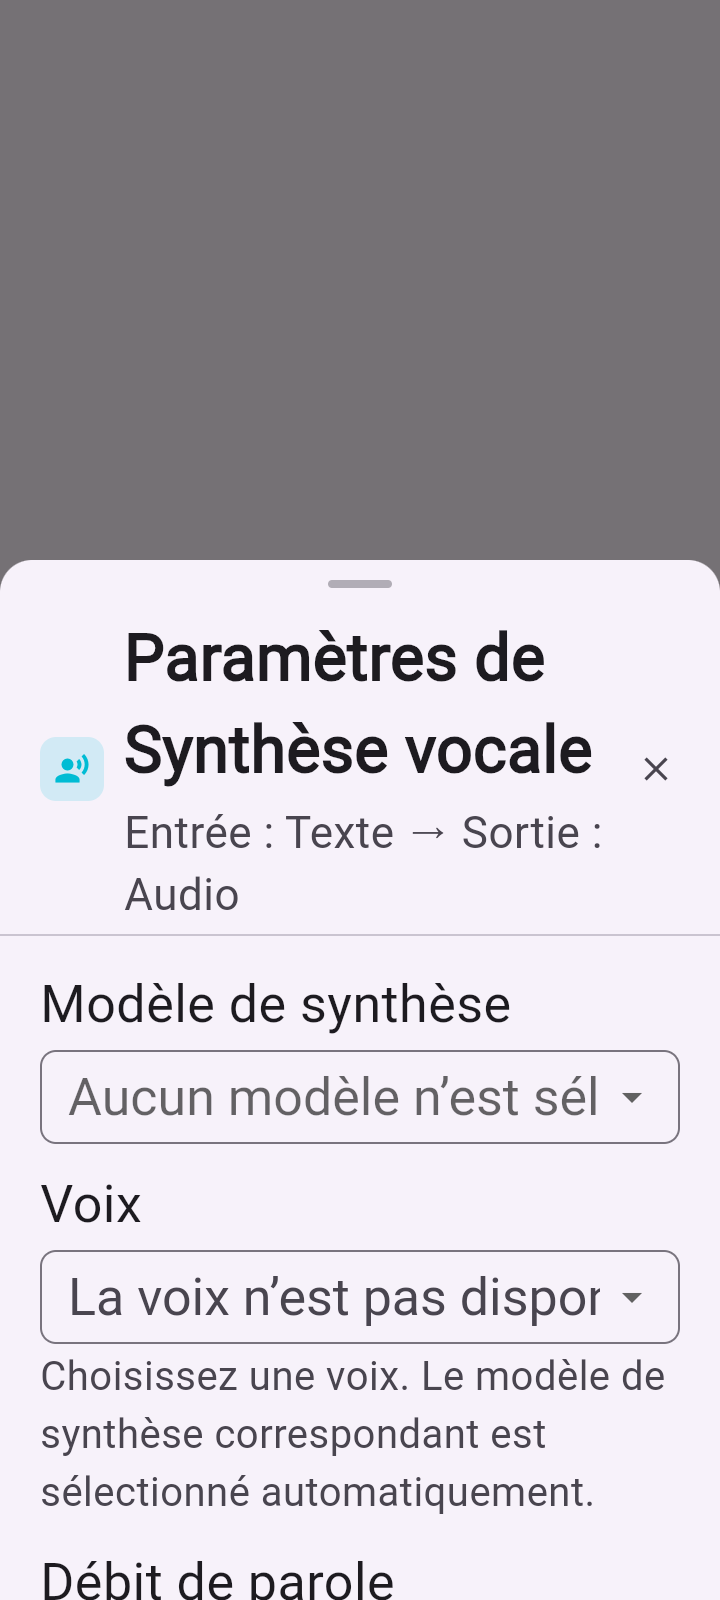 Paramètres de
Synthèse vocale
Entrée : Texte → Sortie :
Audio
Modèle de synthèse
Aucun modèle n’est sél
Voix
La voix n’est pas dispon
Choisissez une voix. Le modèle de
synthèse correspondant est
sélectionné automatiquement.
Débit de parole